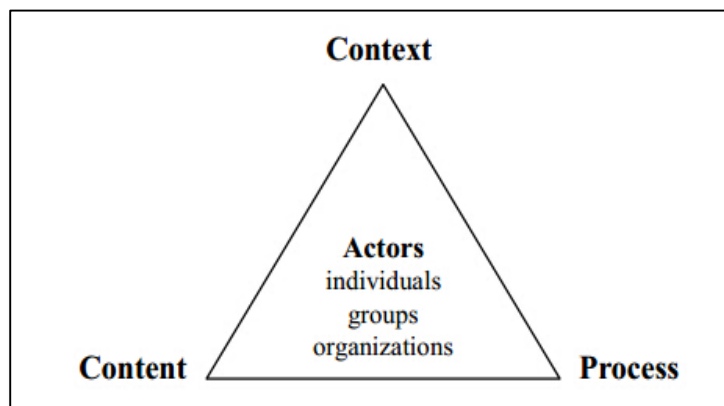 Context
Actors
individuals
groups
organizations
Content
Process